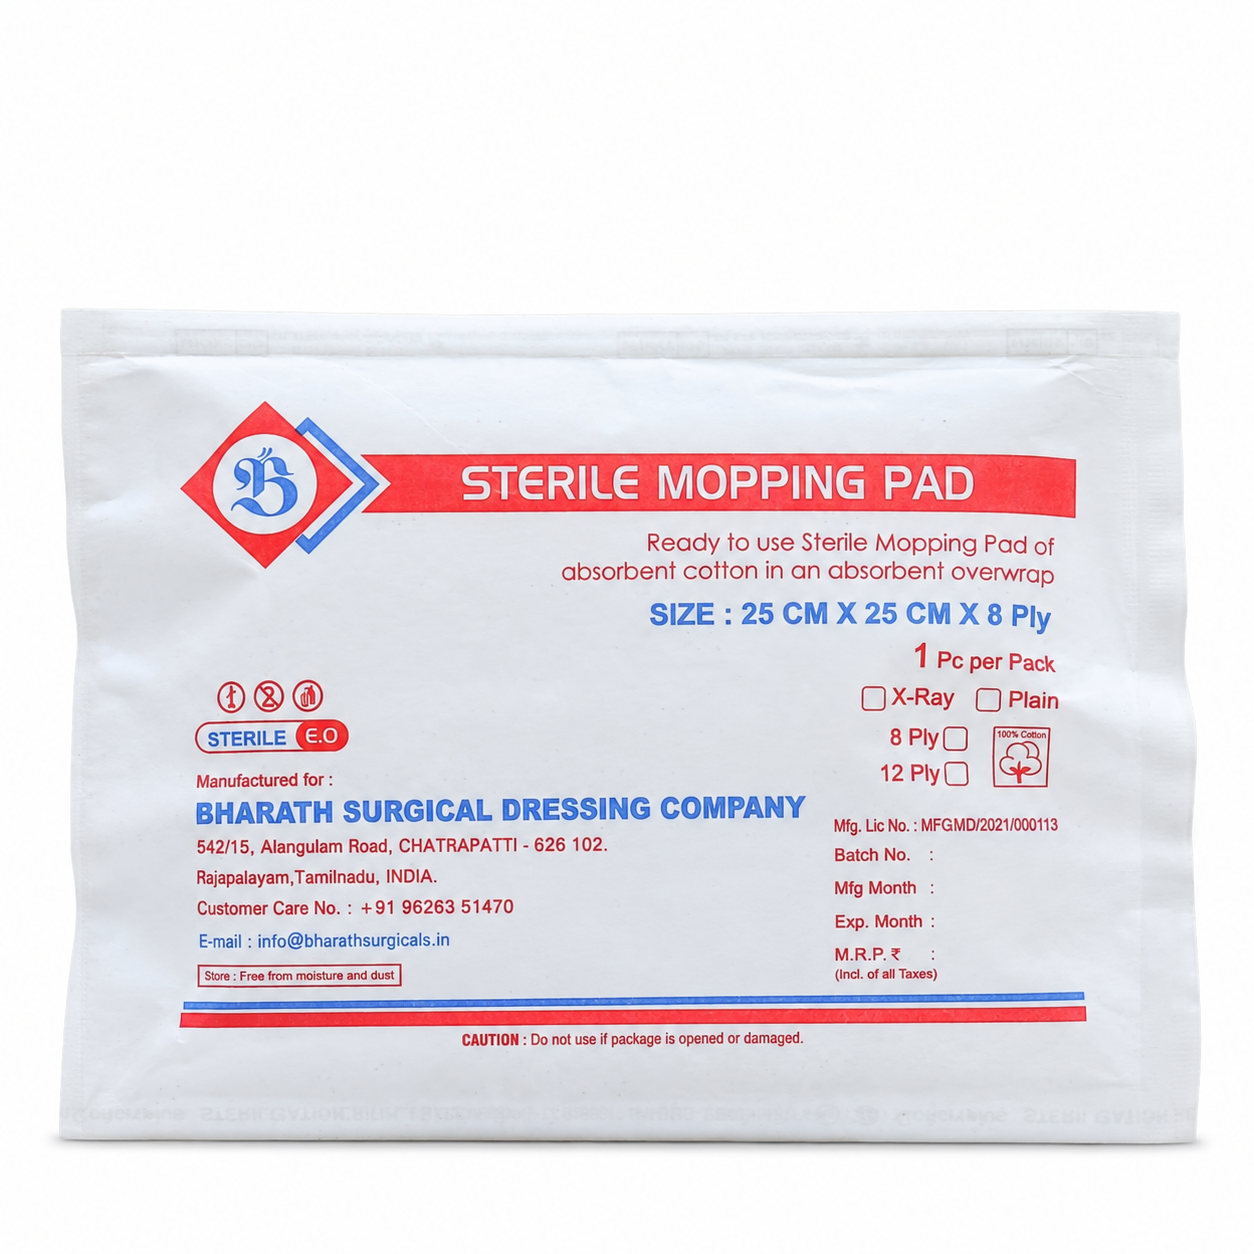 B
STERILE MOPPING PAD
Ready to use Sterile Mopping Pad of
absorbent cotton in an absorbent overwrap
SIZE : 25 CM X 25 CM X 8 Ply
1 Pc per Pack
X-Ray Plain
8 Ply
12 Ply
100% Cotton
2
STERILE E.O
Manufactured for :
BHARATH SURGICAL DRESSING COMPANY
542/15, Alangulam Road, CHATRAPATTI - 626 102.
Rajapalayam,Tamilnadu, INDIA.
Customer Care No. : +91 96263 51470
E-mail : info@bharathsurgicals.in
Store : Free from moisture and dust
Mfg. Lic No. : MFGMD/2021/000113
Batch No. :
Mfg Month :
Exp. Month :
M.R.P. ₹ :
(Incl. of all Taxes)
CAUTION : Do not use if package is opened or damaged.